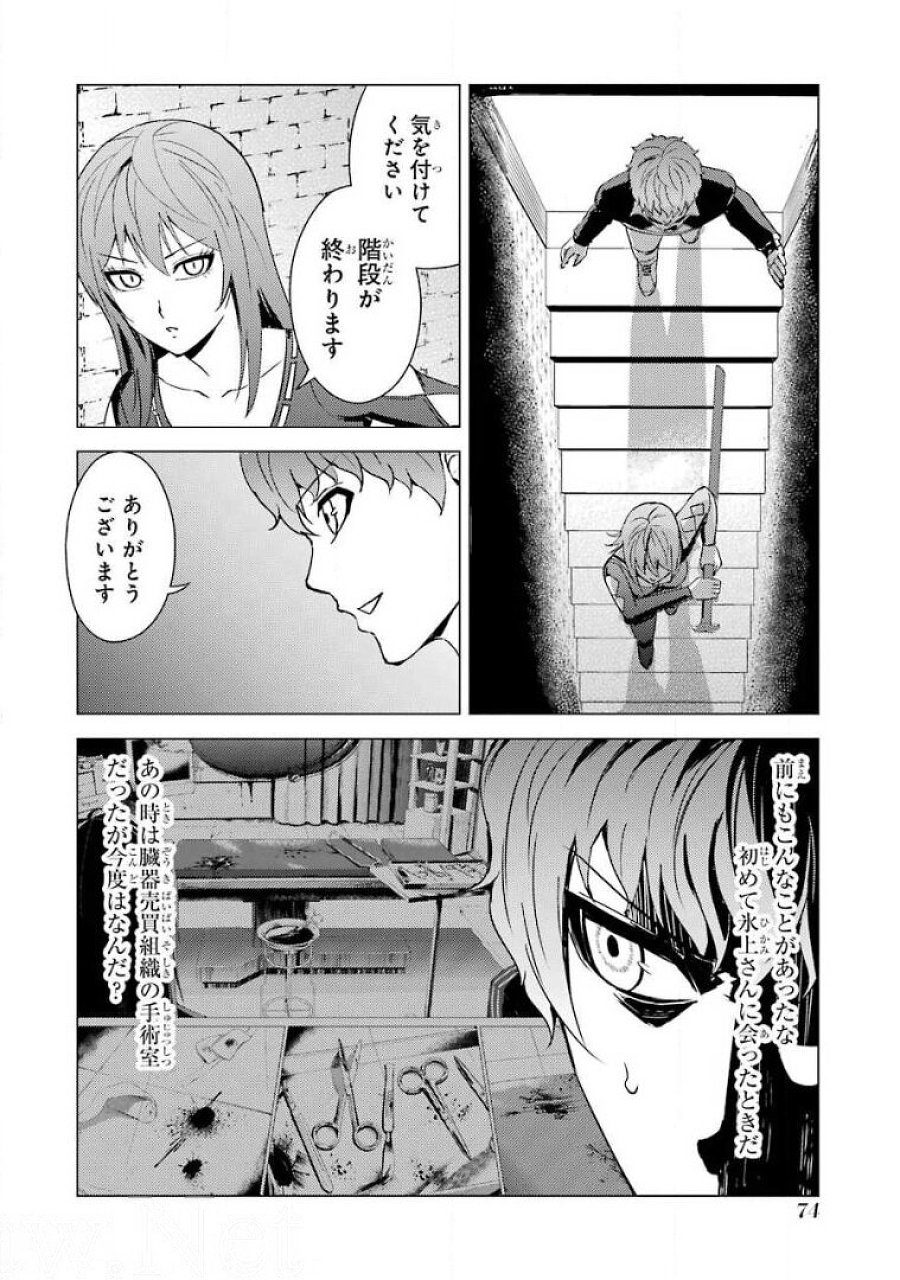 気を付けて
ください
階段が
終わります
ありがとう
ございます
前にもこんなことがあったな
初めて氷上さんに会ったときだ
あの時は臓器売買組織の手術室
だったが今度はなんだ？
74
tw.Net